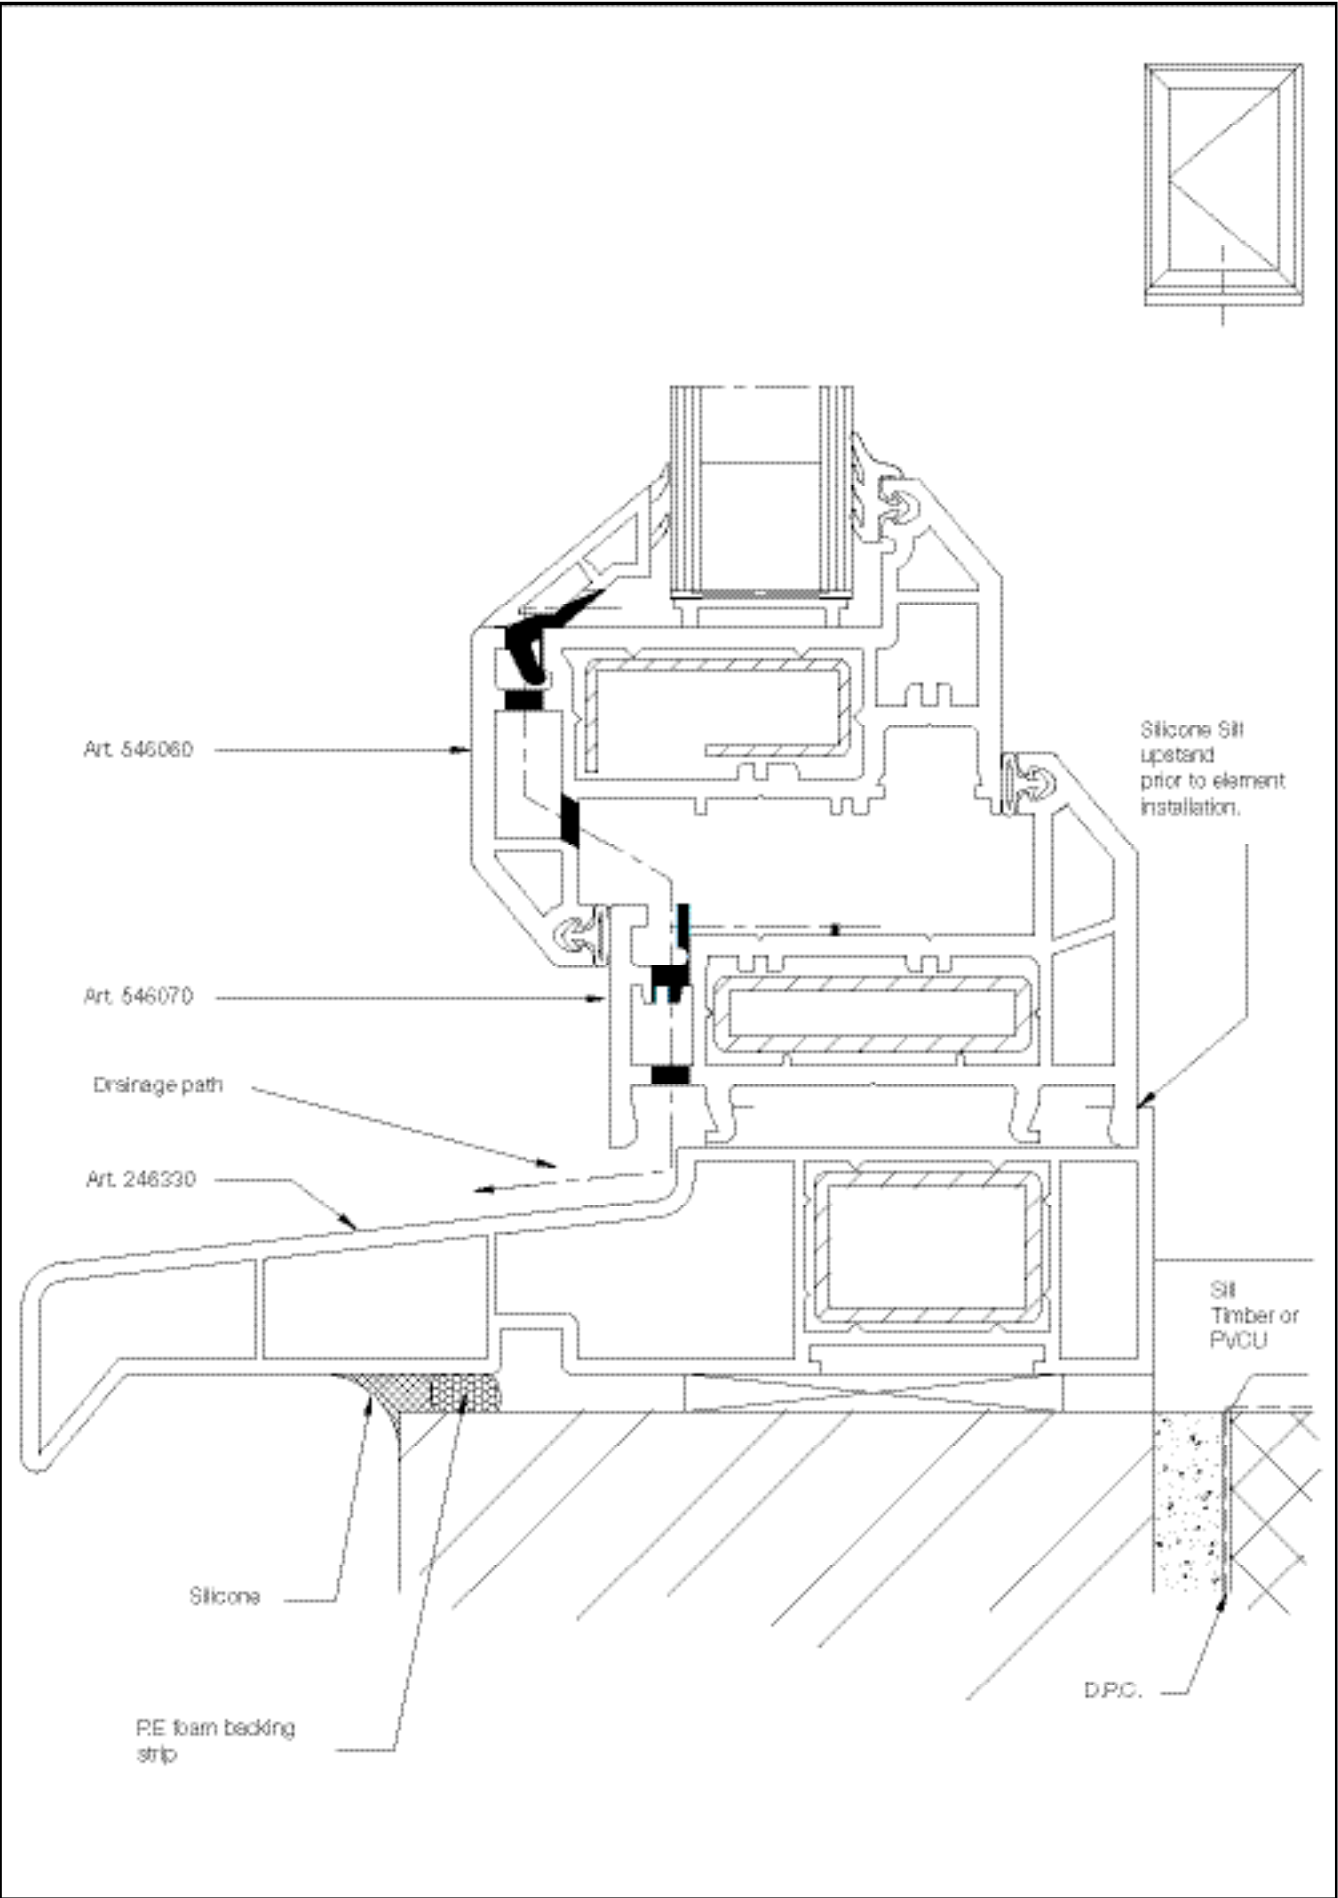 Art. 546060
Silicone Sill
upstand
prior to element
installation.
Art. 546070
Drainage path
Art. 246330
Sill
Timber or
PVCU
Silicone
D.P.C.
P.E foam backing
strip